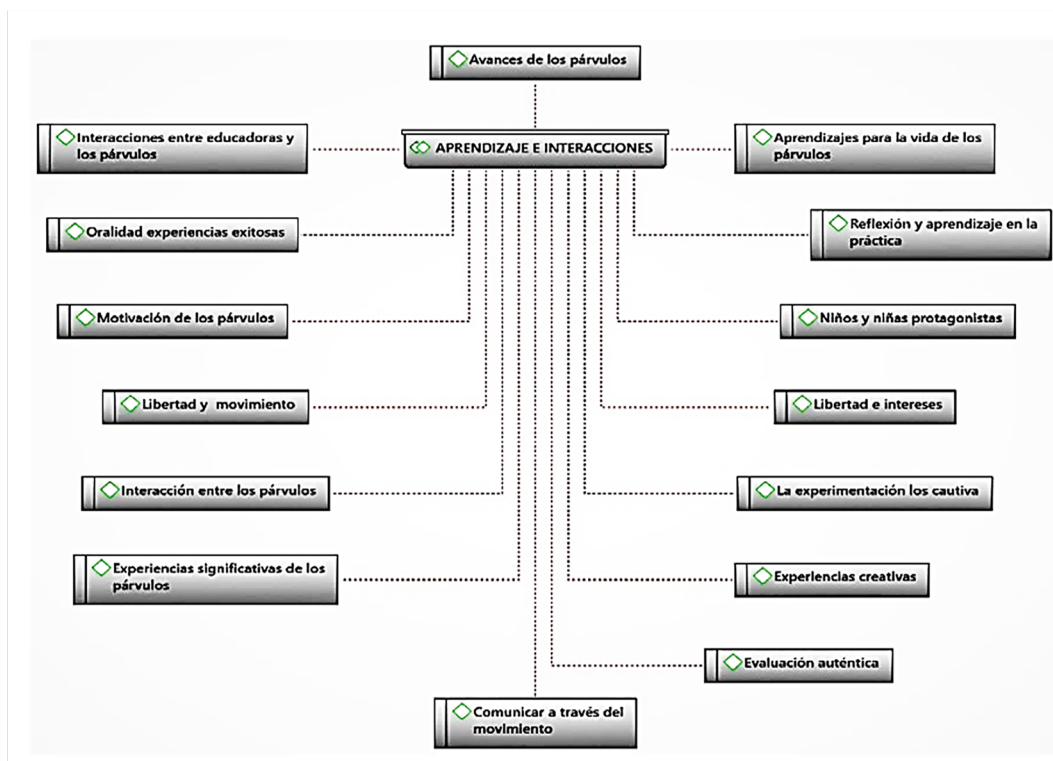 Avances de los párvulos
Interacciones entre educadoras y
los párvulos
APRENDIZAJE E INTERACCIONES
Aprendizajes para la vida de los
párvulos
Oralidad experiencias exitosas
Reflexión y aprendizaje en la
práctica
Motivación de los párvulos
Niños y niñas protagonistas
Libertad y movimiento
Libertad e intereses
Interacción entre los párvulos
La experimentación los cautiva
Experiencias significativas de los
párvulos
Experiencias creativas
Evaluación auténtica
Comunicar a través del
movimiento